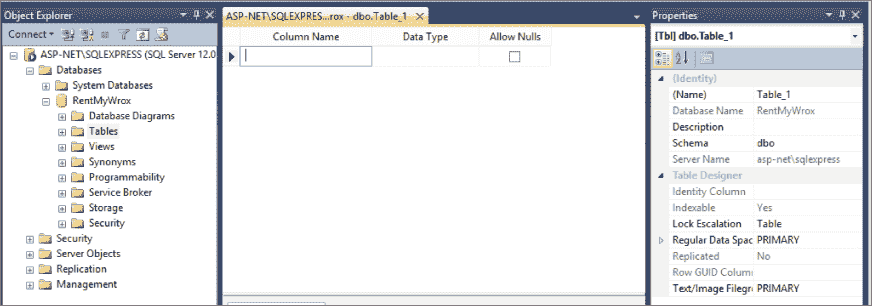 Object Explorer
Connect
ASP-NET\SQLEXPRESS (SQL Server 12.0
Databases
System Databases
RentMyWrox
Database Diagrams
Tables
Views
Synonyms
Programmability
Service Broker
Storage
Security
Security
Server Objects
Replication
Management
ASP-NET\SQLEXPRES...rox - dbo.Table_1
Column Name Data Type Allow Nulls
Properties
[Tbl] dbo.Table_1
(Identity)
(Name) Table_1
Database Name RentMyWrox
Description
Schema dbo
Server Name asp-net\sqlexpress
Table Designer
Identity Column
Indexable Yes
Lock Escalation Table
Regular Data Spac PRIMARY
Replicated No
Row GUID Column
Text/Image Filegra PRIMARY